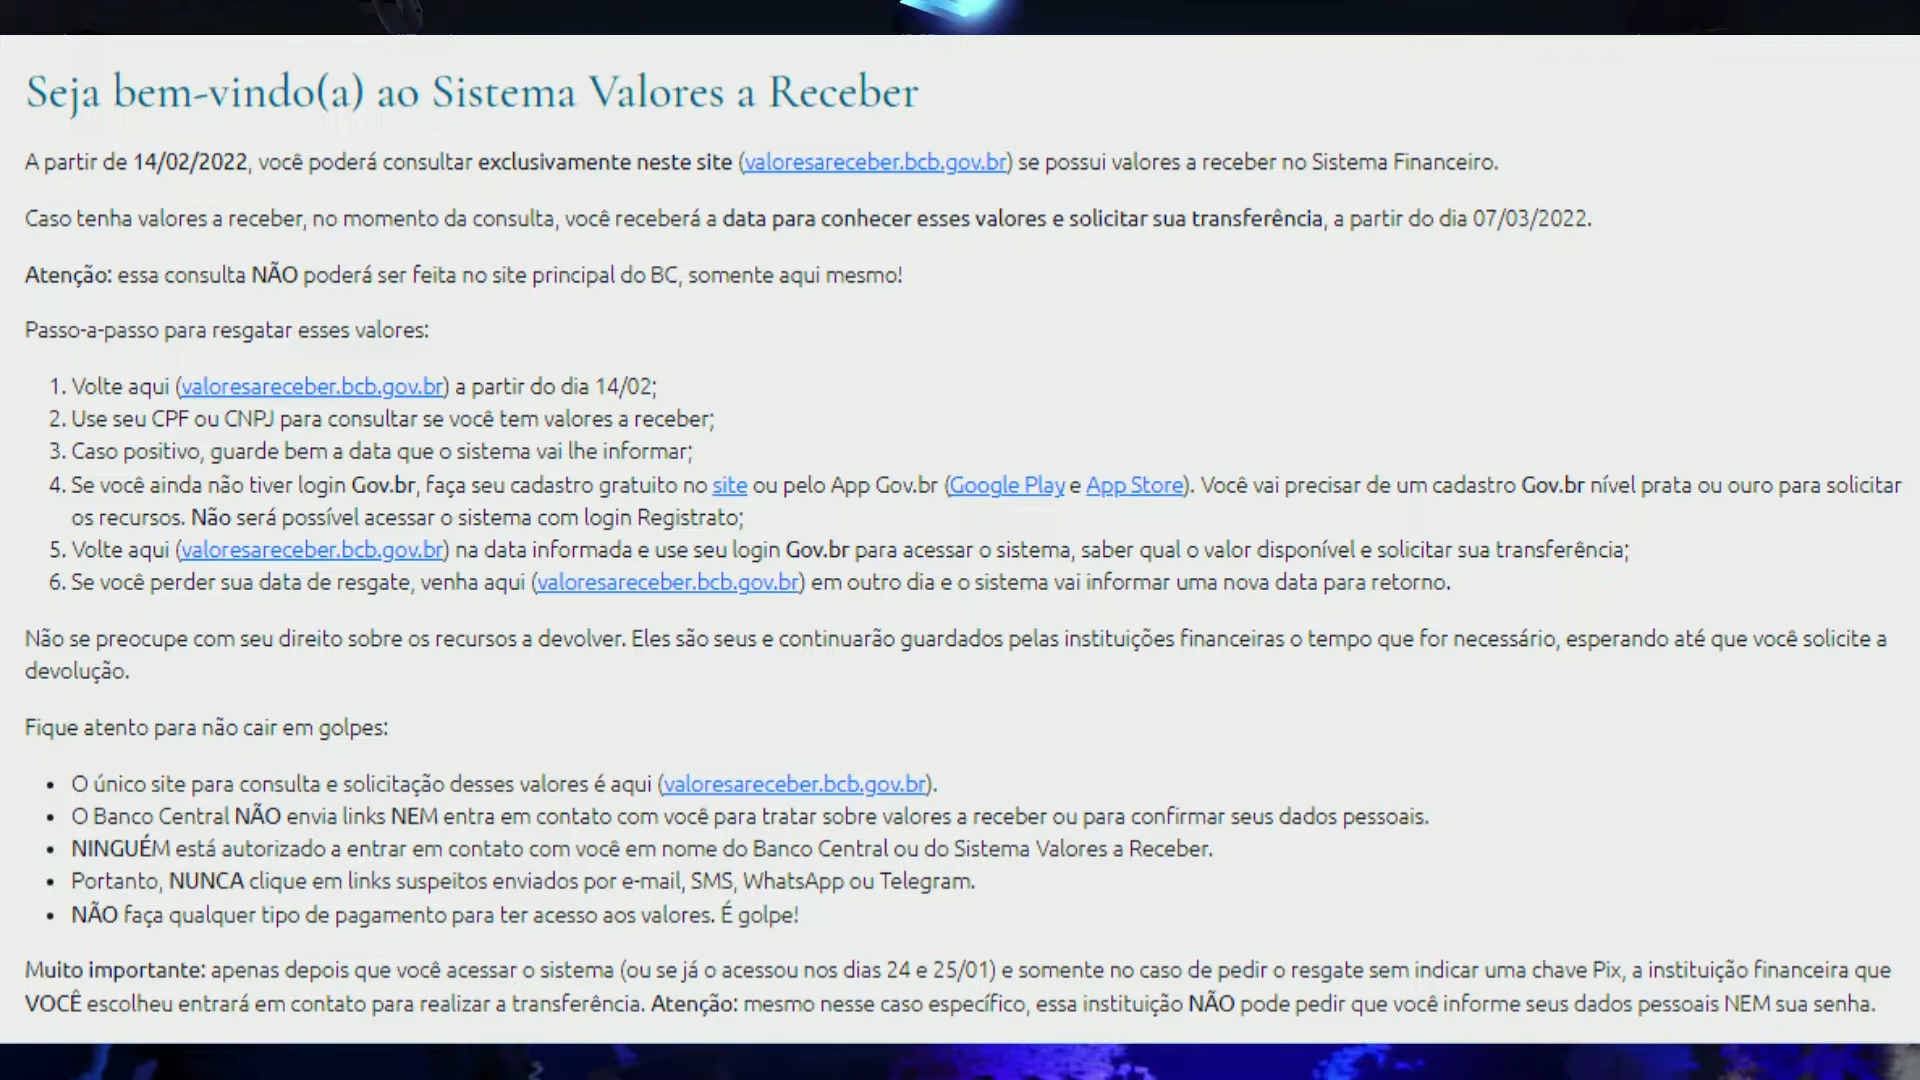 Seja bem-vindo(a) ao Sistema Valores a Receber
A partir de 14/02/2022, você poderá consultar exclusivamente neste site (valoresareceber.bcb.gov.br) se possui valores a receber no Sistema Financeiro.
Caso tenha valores a receber, no momento da consulta, você receberá a data para conhecer esses valores e solicitar sua transferência, a partir do dia 07/03/2022.
Atenção: essa consulta NÃO poderá ser feita no site principal do BC, somente aqui mesmo!
Passo-a-passo para resgatar esses valores:
1. Volte aqui (valoresareceber.bcb.gov.br) a partir do dia 14/02;
2. Use seu CPF ou CNPJ para consultar se você tem valores a receber;
3. Caso positivo, guarde bem a data que o sistema vai lhe informar;
4. Se você ainda não tiver login Gov.br, faça seu cadastro gratuito no site ou pelo App Gov.br (Google Play e App Store). Você vai precisar de um cadastro Gov.br nível prata ou ouro para solicitar
os recursos. Não será possível acessar o sistema com login Registrato;
5. Volte aqui (valoresareceber.bcb.gov.br) na data informada e use seu login Gov.br para acessar o sistema, saber qual o valor disponível e solicitar sua transferência;
6. Se você perder sua data de resgate, venha aqui (valoresareceber.bcb.gov.br) em outro dia e o sistema vai informar uma nova data para retorno.
Não se preocupe com seu direito sobre os recursos a devolver. Eles são seus e continuarão guardados pelas instituições financeiras o tempo que for necessário, esperando até que você solicite a
devolução.
Fique atento para não cair em golpes:
• O único site para consulta e solicitação desses valores é aqui (valoresareceber.bcb.gov.br).
• O Banco Central NÃO envia links NEM entra em contato com você para tratar sobre valores a receber ou para confirmar seus dados pessoais.
• NINGUÉM está autorizado a entrar em contato com você em nome do Banco Central ou do Sistema Valores a Receber.
• Portanto, NUNCA clique em links suspeitos enviados por e-mail, SMS, WhatsApp ou Telegram.
• NÃO faça qualquer tipo de pagamento para ter acesso aos valores. É golpe!
Muito importante: apenas depois que você acessar o sistema (ou se já o acessou nos dias 24 e 25/01) e somente no caso de pedir o resgate sem indicar uma chave Pix, a instituição financeira que
VOCÊ escolheu entrará em contato para realizar a transferência. Atenção: mesmo nesse caso específico, essa instituição NÃO pode pedir que você informe seus dados pessoais NEM sua senha.